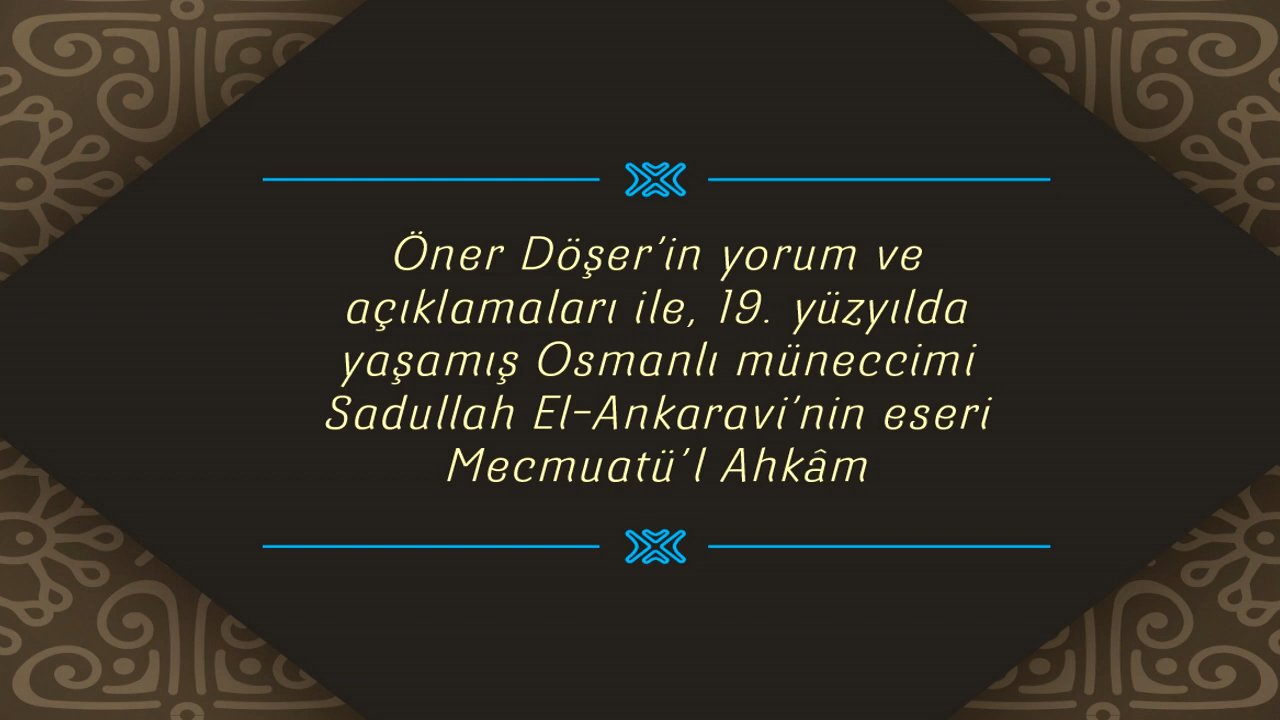 Öner Döşer’in yorum ve
açıklamaları ile, 19. yüzyılda
yaşamış Osmanlı müneccimi
Sadullah El-Ankaravi’nin eseri
Mecmuatü’l Ahkâm